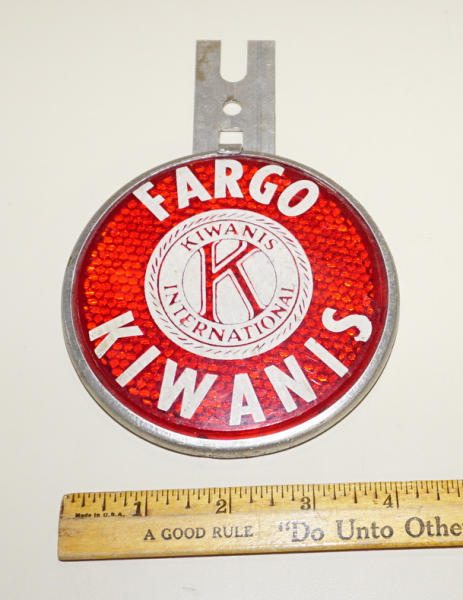 FARGO
KIWANIS
K
INTERNATIONAL
KIWANIS
1 2 3 4
Made in U.S.A.
A GOOD RULE "Do Unto Othe